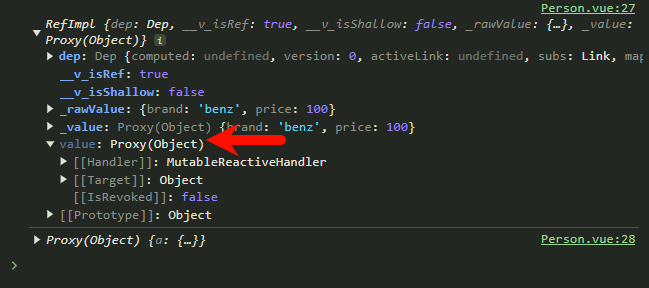 Person.vue:27
RefImpl {dep: Dep, __v_isRef: true, __v_isShallow: false, _rawValue: {…}, _value:
Proxy(Object)} i
dep: Dep {computed: undefined, version: 0, activeLink: undefined, subs: Link, map
__v_isRef: true
__v_isShallow: false
_rawValue: {brand: 'benz', price: 100}
_value: Proxy(Object) {brand: 'benz', price: 100}
value: Proxy(Object)
[[Handler]]: MutableReactiveHandler
[[Target]]: Object
[[IsRevoked]]: false
[[Prototype]]: Object
Proxy(Object) {a: {…}} Person.vue:28